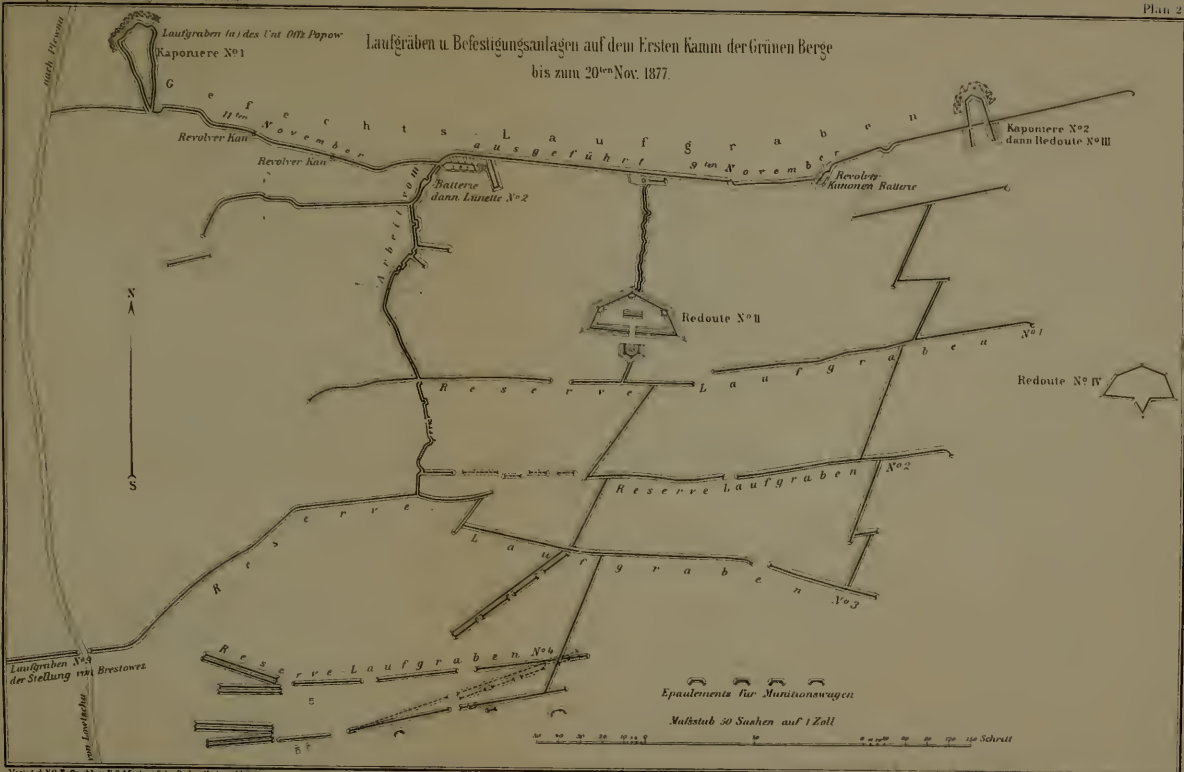 Plan 2
Laufgräben u. Befestigungsanlagen auf dem Ersten Kamm der Grünen Berge
bis zum 20ten Nov. 1877.
nach Plewna
Laufgraben (a) des Unt Offz Popow
Kaponiere No 1
Gefechts-Laufgraben
11ten November
ausgeführt 9ten November
Revolver Kan
Revolver Kan
Kaponiere No 2
dann Redoute No III
Revolver
Kanonen Batterie
Batterie
dann Lünette No 2
Arbeit vom
Redoute No II
Redoute No IV
N
S
Reserve Laufgraben No 1
Reserve Laufgraben No 2
Reserve Laufgraben No 3
Laufgraben
der Stellung von Brestowez
von Lowtscha
Reserve-Laufgraben No 4
Epaulements für Munitionswagen
Maßstab 50 Sashen auf 1 Zoll
Schritt